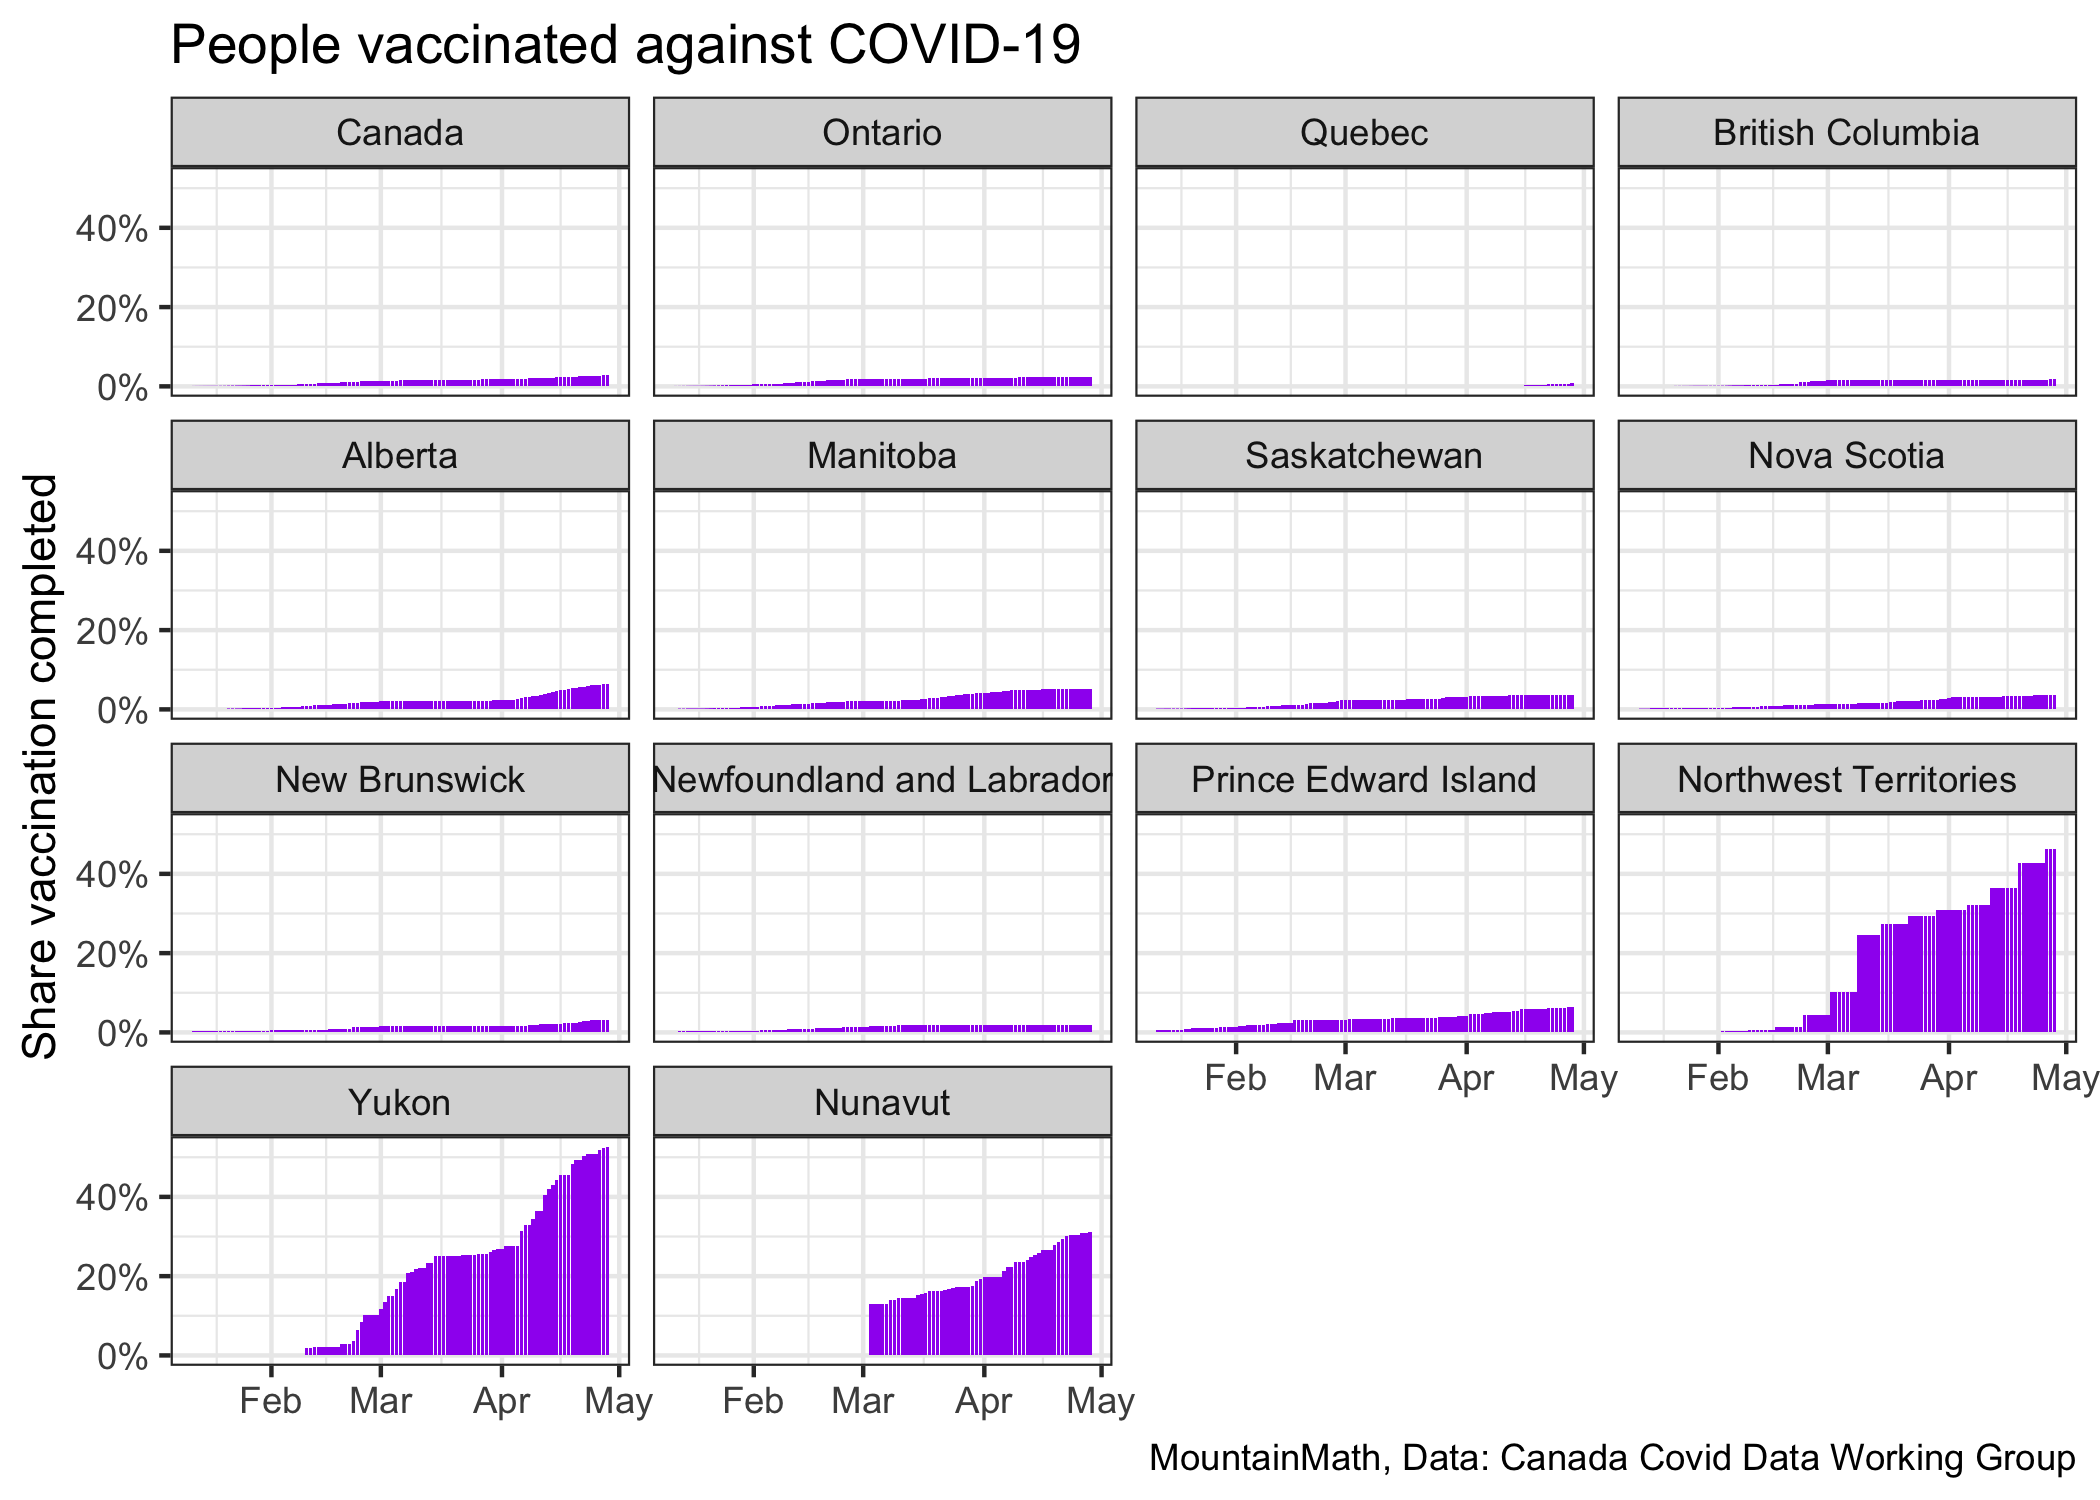 People vaccinated against COVID-19
Share vaccination completed
Canada
Ontario
Quebec
British Columbia
40%
20%
0%
Alberta
Manitoba
Saskatchewan
Nova Scotia
40%
20%
0%
New Brunswick
Newfoundland and Labrador
Prince Edward Island
Northwest Territories
40%
20%
0%
Feb Mar Apr May
Feb Mar Apr May
Yukon
Nunavut
40%
20%
0%
Feb Mar Apr May
Feb Mar Apr May
MountainMath, Data: Canada Covid Data Working Group